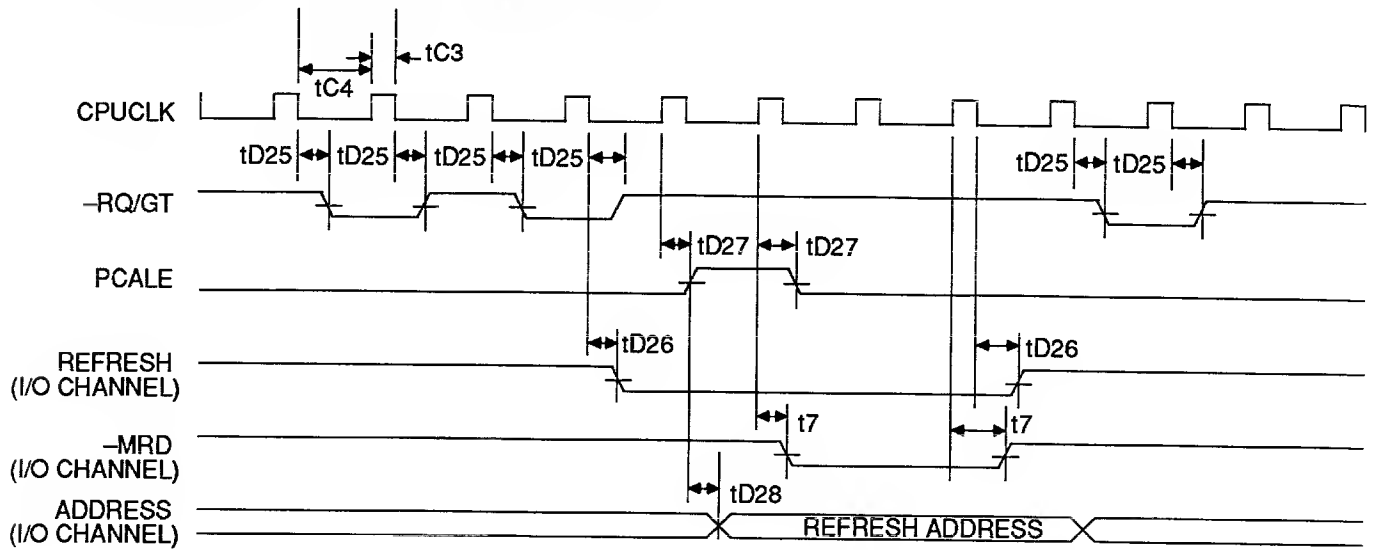 tC3
tC4
CPUCLK
tD25 tD25 tD25 tD25 tD25 tD25
–RQ/GT
tD27 tD27
PCALE
tD26 tD26
REFRESH
(I/O CHANNEL)
t7 t7
–MRD
(I/O CHANNEL)
tD28
ADDRESS
(I/O CHANNEL)
REFRESH ADDRESS